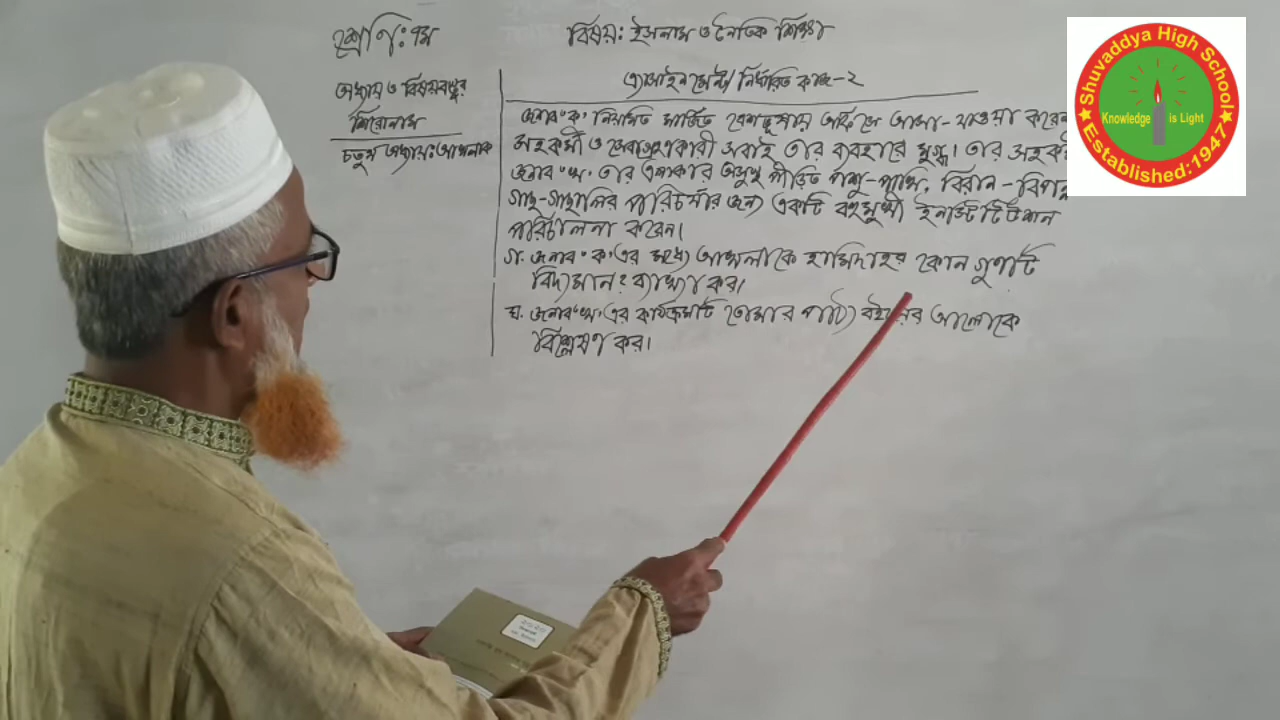 শ্রেণি: ৭ম
বিষয়: ইসলাম ও নৈতিক শিক্ষা
অধ্যায় ও বিষয়বস্তুর
শিরোনাম
চতুর্থ অধ্যায়: আখলাক
এ্যাসাইনমেন্ট/ নির্ধারিত কাজ-২
জনাব 'ক' নিয়মিত মার্জিত বেশভূষায় অফিসে আসা-যাওয়া করেন
সহকর্মী ও সেবাগ্রহণকারী সবাই তার ব্যবহারে মুগ্ধ। তার
জনাব 'খ' তার এলাকার অসুস্থ পীড়িত পশু-পাখি, বিরান-বিপন্ন
গাছ-গাছালির পরিচর্যার জন্য একটি বহুমুখী ইনস্টিটিউশান
পরিচালনা করেন।
গ. জনাব 'ক' এর মধ্যে আখলাকে হামিদাহর কোন গুণটি
বিদ্যমান? ব্যাখ্যা কর।
ঘ. জনাব 'খ' এর কার্যক্রমটি তোমার পাঠ্য বইয়ের আলোকে
বিশ্লেষণ কর।
Shuvaddya High School
Knowledge is Light
Established:1947